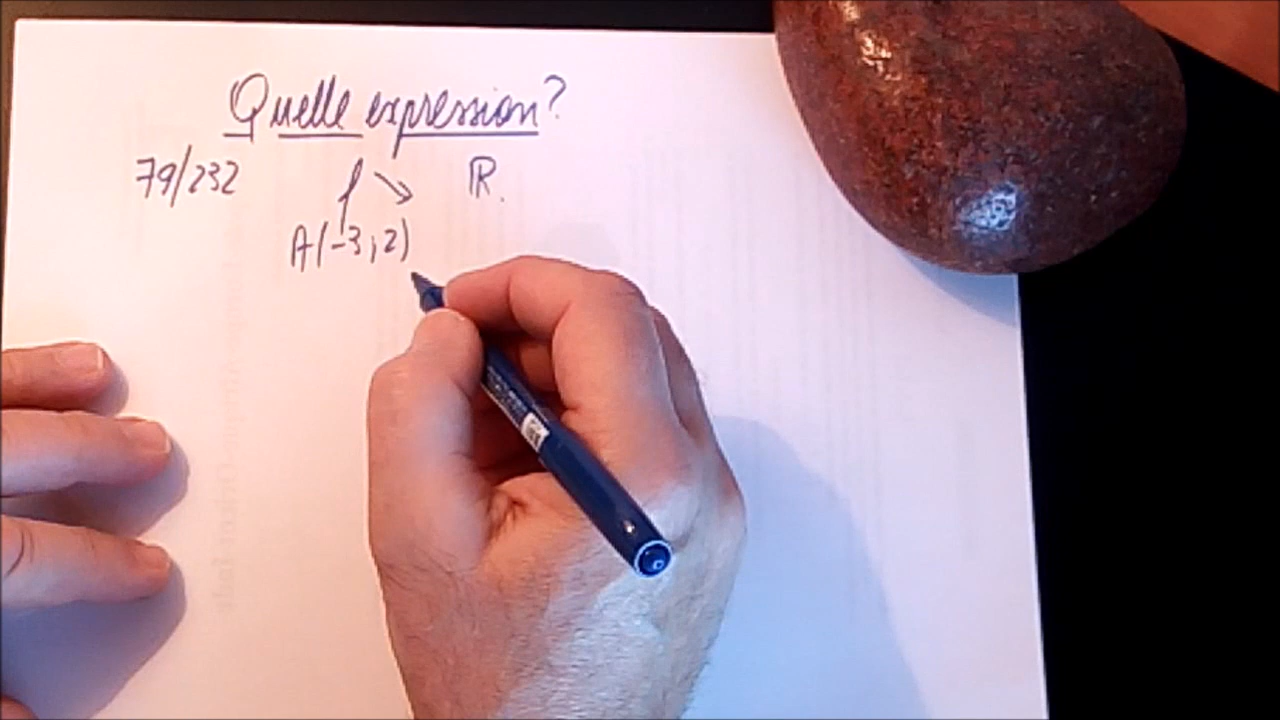 Quelle expression?
79/232 f ↘ ℝ.
A(-3;2)